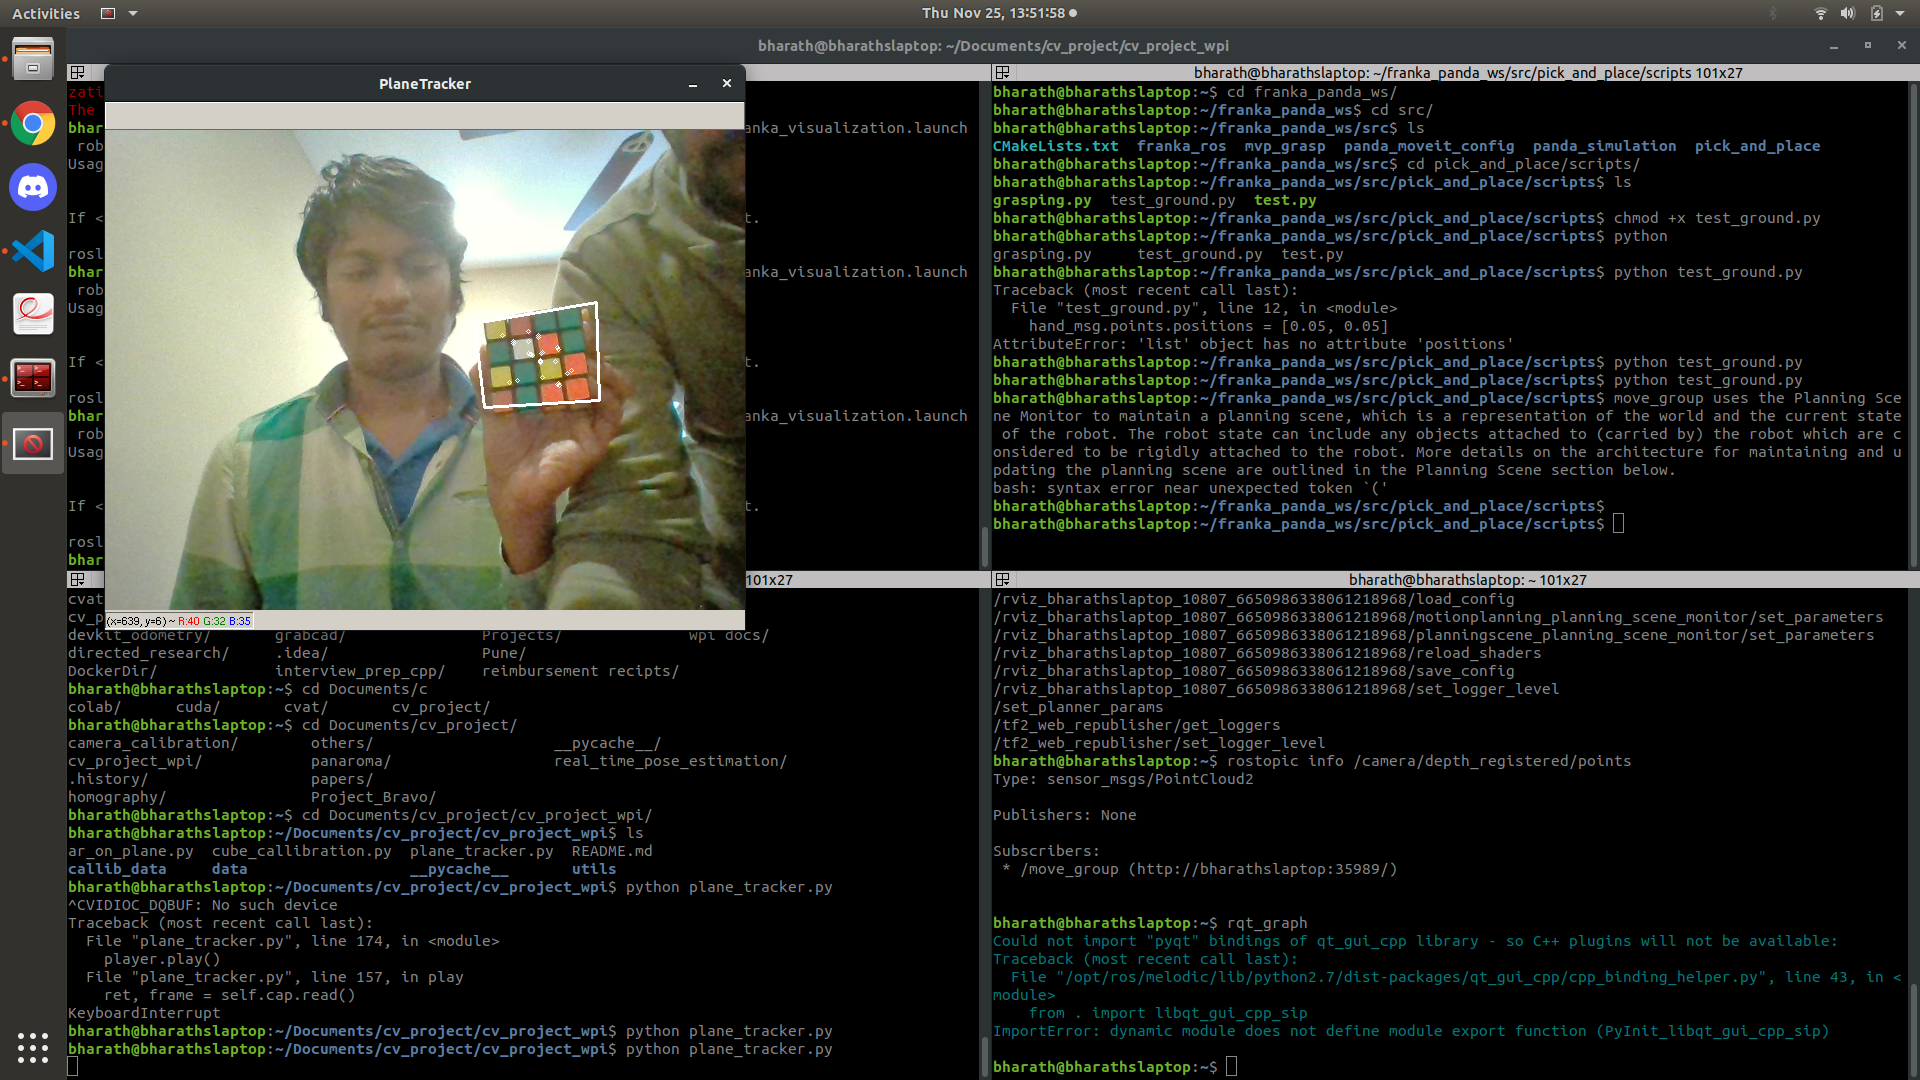 Activities
Thu Nov 25, 13:51:58
bharath@bharathslaptop: ~/Documents/cv_project/cv_project_wpi
zati
The
bhar
anka_visualization.launch
rob
Usag
If <
t.
rosl
bhar
anka_visualization.launch
rob
Usag
If <
t.
rosl
bhar
anka_visualization.launch
rob
Usag
If <
t.
rosl
bhar
PlaneTracker
(x=639, y=6) ~ R:40 G:32 B:35
bharath@bharathslaptop: ~/franka_panda_ws/src/pick_and_place/scripts 101x27
bharath@bharathslaptop:~$ cd franka_panda_ws/
bharath@bharathslaptop:~/franka_panda_ws$ cd src/
bharath@bharathslaptop:~/franka_panda_ws/src$ ls
CMakeLists.txt  franka_ros  mvp_grasp  panda_moveit_config  panda_simulation  pick_and_place
bharath@bharathslaptop:~/franka_panda_ws/src$ cd pick_and_place/scripts/
bharath@bharathslaptop:~/franka_panda_ws/src/pick_and_place/scripts$ ls
grasping.py  test_ground.py  test.py
bharath@bharathslaptop:~/franka_panda_ws/src/pick_and_place/scripts$ chmod +x test_ground.py
bharath@bharathslaptop:~/franka_panda_ws/src/pick_and_place/scripts$ python
grasping.py     test_ground.py  test.py
bharath@bharathslaptop:~/franka_panda_ws/src/pick_and_place/scripts$ python test_ground.py
Traceback (most recent call last):
  File "test_ground.py", line 12, in <module>
    hand_msg.points.positions = [0.05, 0.05]
AttributeError: 'list' object has no attribute 'positions'
bharath@bharathslaptop:~/franka_panda_ws/src/pick_and_place/scripts$ python test_ground.py
bharath@bharathslaptop:~/franka_panda_ws/src/pick_and_place/scripts$ python test_ground.py
bharath@bharathslaptop:~/franka_panda_ws/src/pick_and_place/scripts$ move_group uses the Planning Sce
ne Monitor to maintain a planning scene, which is a representation of the world and the current state
 of the robot. The robot state can include any objects attached to (carried by) the robot which are c
onsidered to be rigidly attached to the robot. More details on the architecture for maintaining and u
pdating the planning scene are outlined in the Planning Scene section below.
bash: syntax error near unexpected token `('
bharath@bharathslaptop:~/franka_panda_ws/src/pick_and_place/scripts$
bharath@bharathslaptop:~/franka_panda_ws/src/pick_and_place/scripts$
101x27
cvat
cv_p
devkit_odometry/       grabcad/               Projects/              wpi docs/
directed_research/     .idea/                 Pune/
DockerDir/             interview_prep_cpp/    reimbursement recipts/
bharath@bharathslaptop:~$ cd Documents/c
colab/      cuda/       cvat/       cv_project/
bharath@bharathslaptop:~$ cd Documents/cv_project/
camera_calibration/        others/                    __pycache__/
cv_project_wpi/            panaroma/                  real_time_pose_estimation/
.history/                  papers/
homography/                Project_Bravo/
bharath@bharathslaptop:~$ cd Documents/cv_project/cv_project_wpi/
bharath@bharathslaptop:~/Documents/cv_project/cv_project_wpi$ ls
ar_on_plane.py  cube_callibration.py  plane_tracker.py  README.md
callib_data     data                  __pycache__       utils
bharath@bharathslaptop:~/Documents/cv_project/cv_project_wpi$ python plane_tracker.py
^CVIDIOC_DQBUF: No such device
Traceback (most recent call last):
  File "plane_tracker.py", line 174, in <module>
    player.play()
  File "plane_tracker.py", line 157, in play
    ret, frame = self.cap.read()
KeyboardInterrupt
bharath@bharathslaptop:~/Documents/cv_project/cv_project_wpi$ python plane_tracker.py
bharath@bharathslaptop:~/Documents/cv_project/cv_project_wpi$ python plane_tracker.py
bharath@bharathslaptop: ~ 101x27
/rviz_bharathslaptop_10807_6650986338061218968/load_config
/rviz_bharathslaptop_10807_6650986338061218968/motionplanning_planning_scene_monitor/set_parameters
/rviz_bharathslaptop_10807_6650986338061218968/planningscene_planning_scene_monitor/set_parameters
/rviz_bharathslaptop_10807_6650986338061218968/reload_shaders
/rviz_bharathslaptop_10807_6650986338061218968/save_config
/rviz_bharathslaptop_10807_6650986338061218968/set_logger_level
/set_planner_params
/tf2_web_republisher/get_loggers
/tf2_web_republisher/set_logger_level
bharath@bharathslaptop:~$ rostopic info /camera/depth_registered/points
Type: sensor_msgs/PointCloud2
Publishers: None
Subscribers:
 * /move_group (http://bharathslaptop:35989/)
bharath@bharathslaptop:~$ rqt_graph
Could not import "pyqt" bindings of qt_gui_cpp library - so C++ plugins will not be available:
Traceback (most recent call last):
  File "/opt/ros/melodic/lib/python2.7/dist-packages/qt_gui_cpp/cpp_binding_helper.py", line 43, in <
module>
    from . import libqt_gui_cpp_sip
ImportError: dynamic module does not define module export function (PyInit_libqt_gui_cpp_sip)
bharath@bharathslaptop:~$